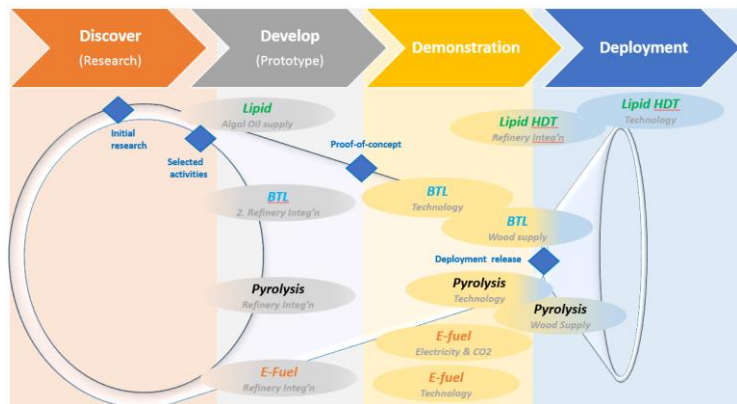 Discover
(Research)
Develop
(Prototype)
Demonstration
Deployment
Lipid
Algal Oil supply
Lipid HDT
Refinery Integ'n
Lipid HDT
Technology
Initial
research
Selected
activities
Proof-of-concept
BTL
2. Refinery Integ'n
BTL
Technology
BTL
Wood supply
Deployment release
Pyrolysis
Refinery Integ'n
Pyrolysis
Technology
Pyrolysis
Wood Supply
E-Fuel
Refinery Integ'n
E-fuel
Electricity & CO2
E-fuel
Technology